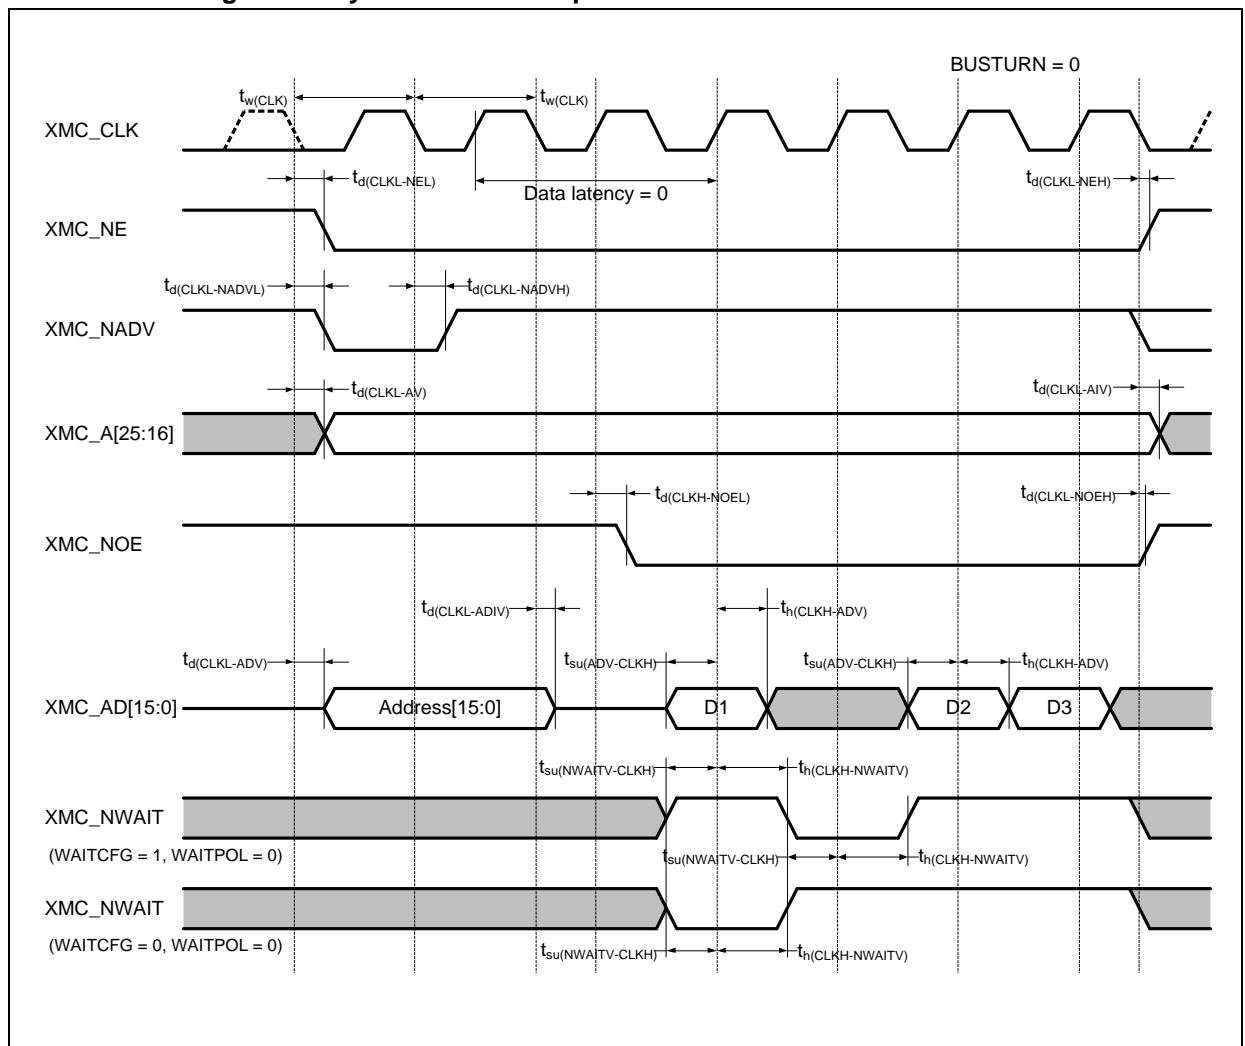 BUSTURN = 0
tw(CLK) tw(CLK)
XMC_CLK
td(CLKL-NEL) td(CLKL-NEH)
Data latency = 0
XMC_NE
td(CLKL-NADVL) td(CLKL-NADVH)
XMC_NADV
td(CLKL-AV) td(CLKL-AIV)
XMC_A[25:16]
td(CLKH-NOEL) td(CLKL-NOEH)
XMC_NOE
td(CLKL-ADIV) th(CLKH-ADV)
td(CLKL-ADV) tsu(ADV-CLKH) tsu(ADV-CLKH) th(CLKH-ADV)
XMC_AD[15:0] Address[15:0] D1 D2 D3
tsu(NWAITV-CLKH) th(CLKH-NWAITV)
XMC_NWAIT
(WAITCFG = 1, WAITPOL = 0) tsu(NWAITV-CLKH) th(CLKH-NWAITV)
XMC_NWAIT
(WAITCFG = 0, WAITPOL = 0) tsu(NWAITV-CLKH) th(CLKH-NWAITV)